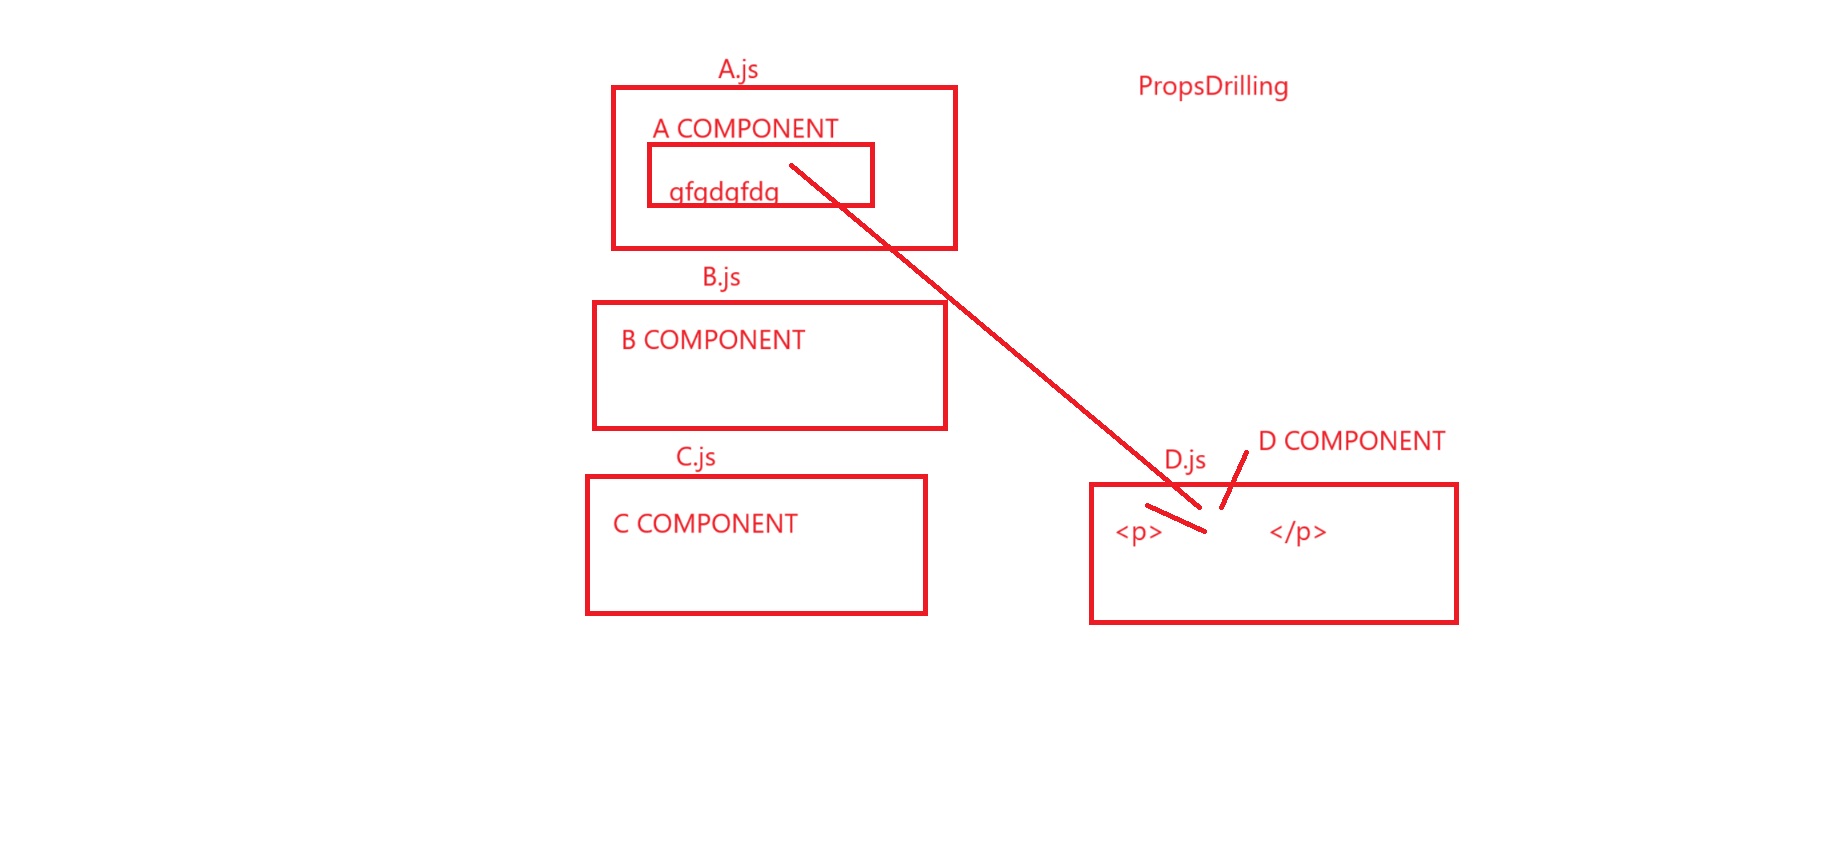 A.js
PropsDrilling
A COMPONENT
gfgdgfdg
B.js
B COMPONENT
C.js
C COMPONENT
D COMPONENT
D.js
<p> </p>